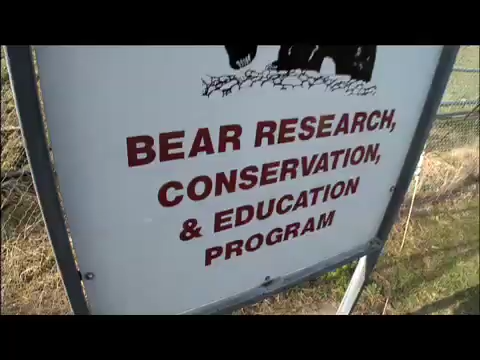 BEAR RESEARCH,
CONSERVATION,
& EDUCATION
PROGRAM